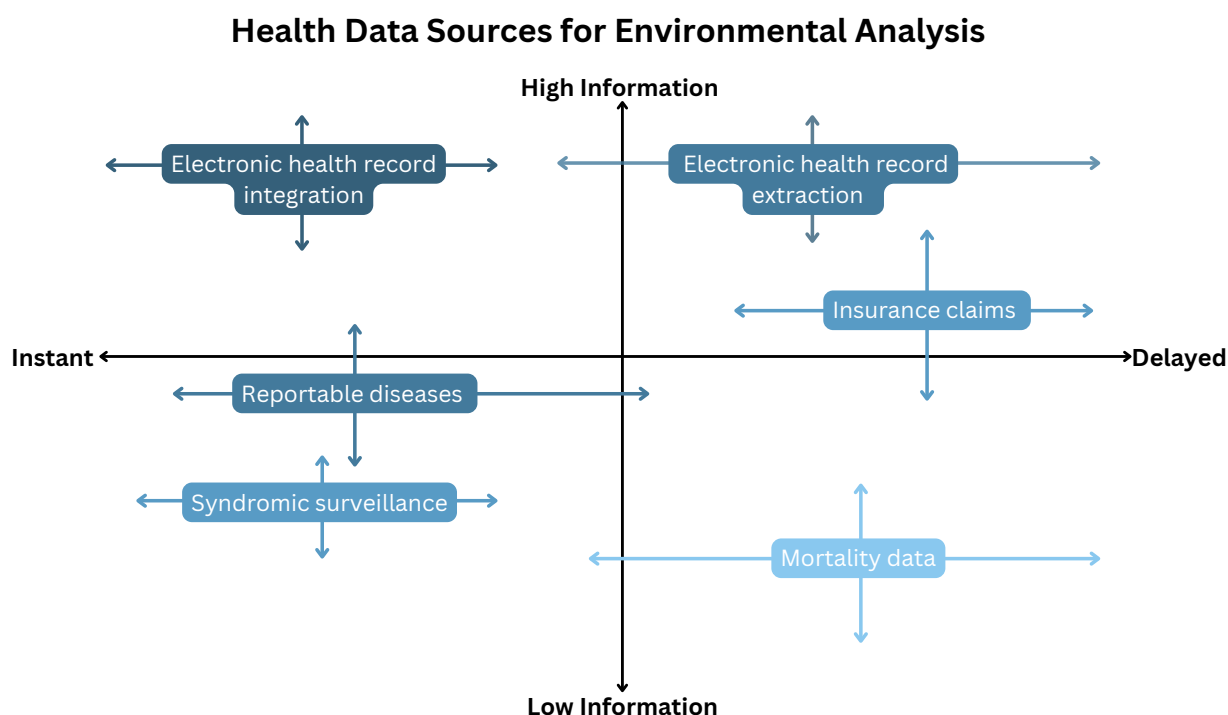 Health Data Sources for Environmental Analysis
High Information
Electronic health record
integration
Electronic health record
extraction
Insurance claims
Instant
Delayed
Reportable diseases
Syndromic surveillance
Mortality data
Low Information